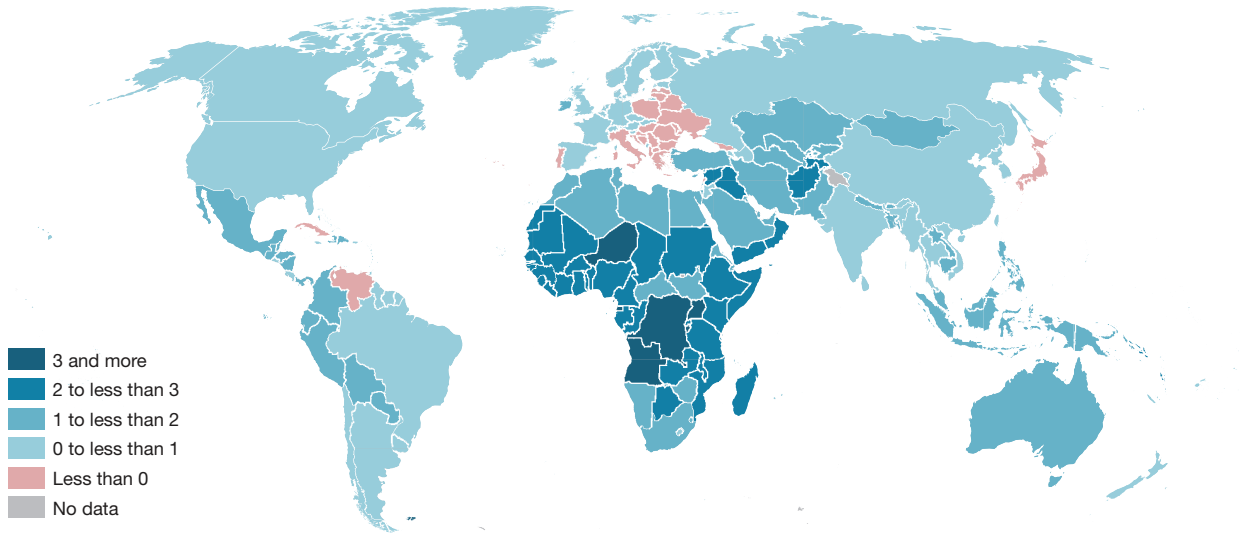 3 and more
2 to less than 3
1 to less than 2
0 to less than 1
Less than 0
No data